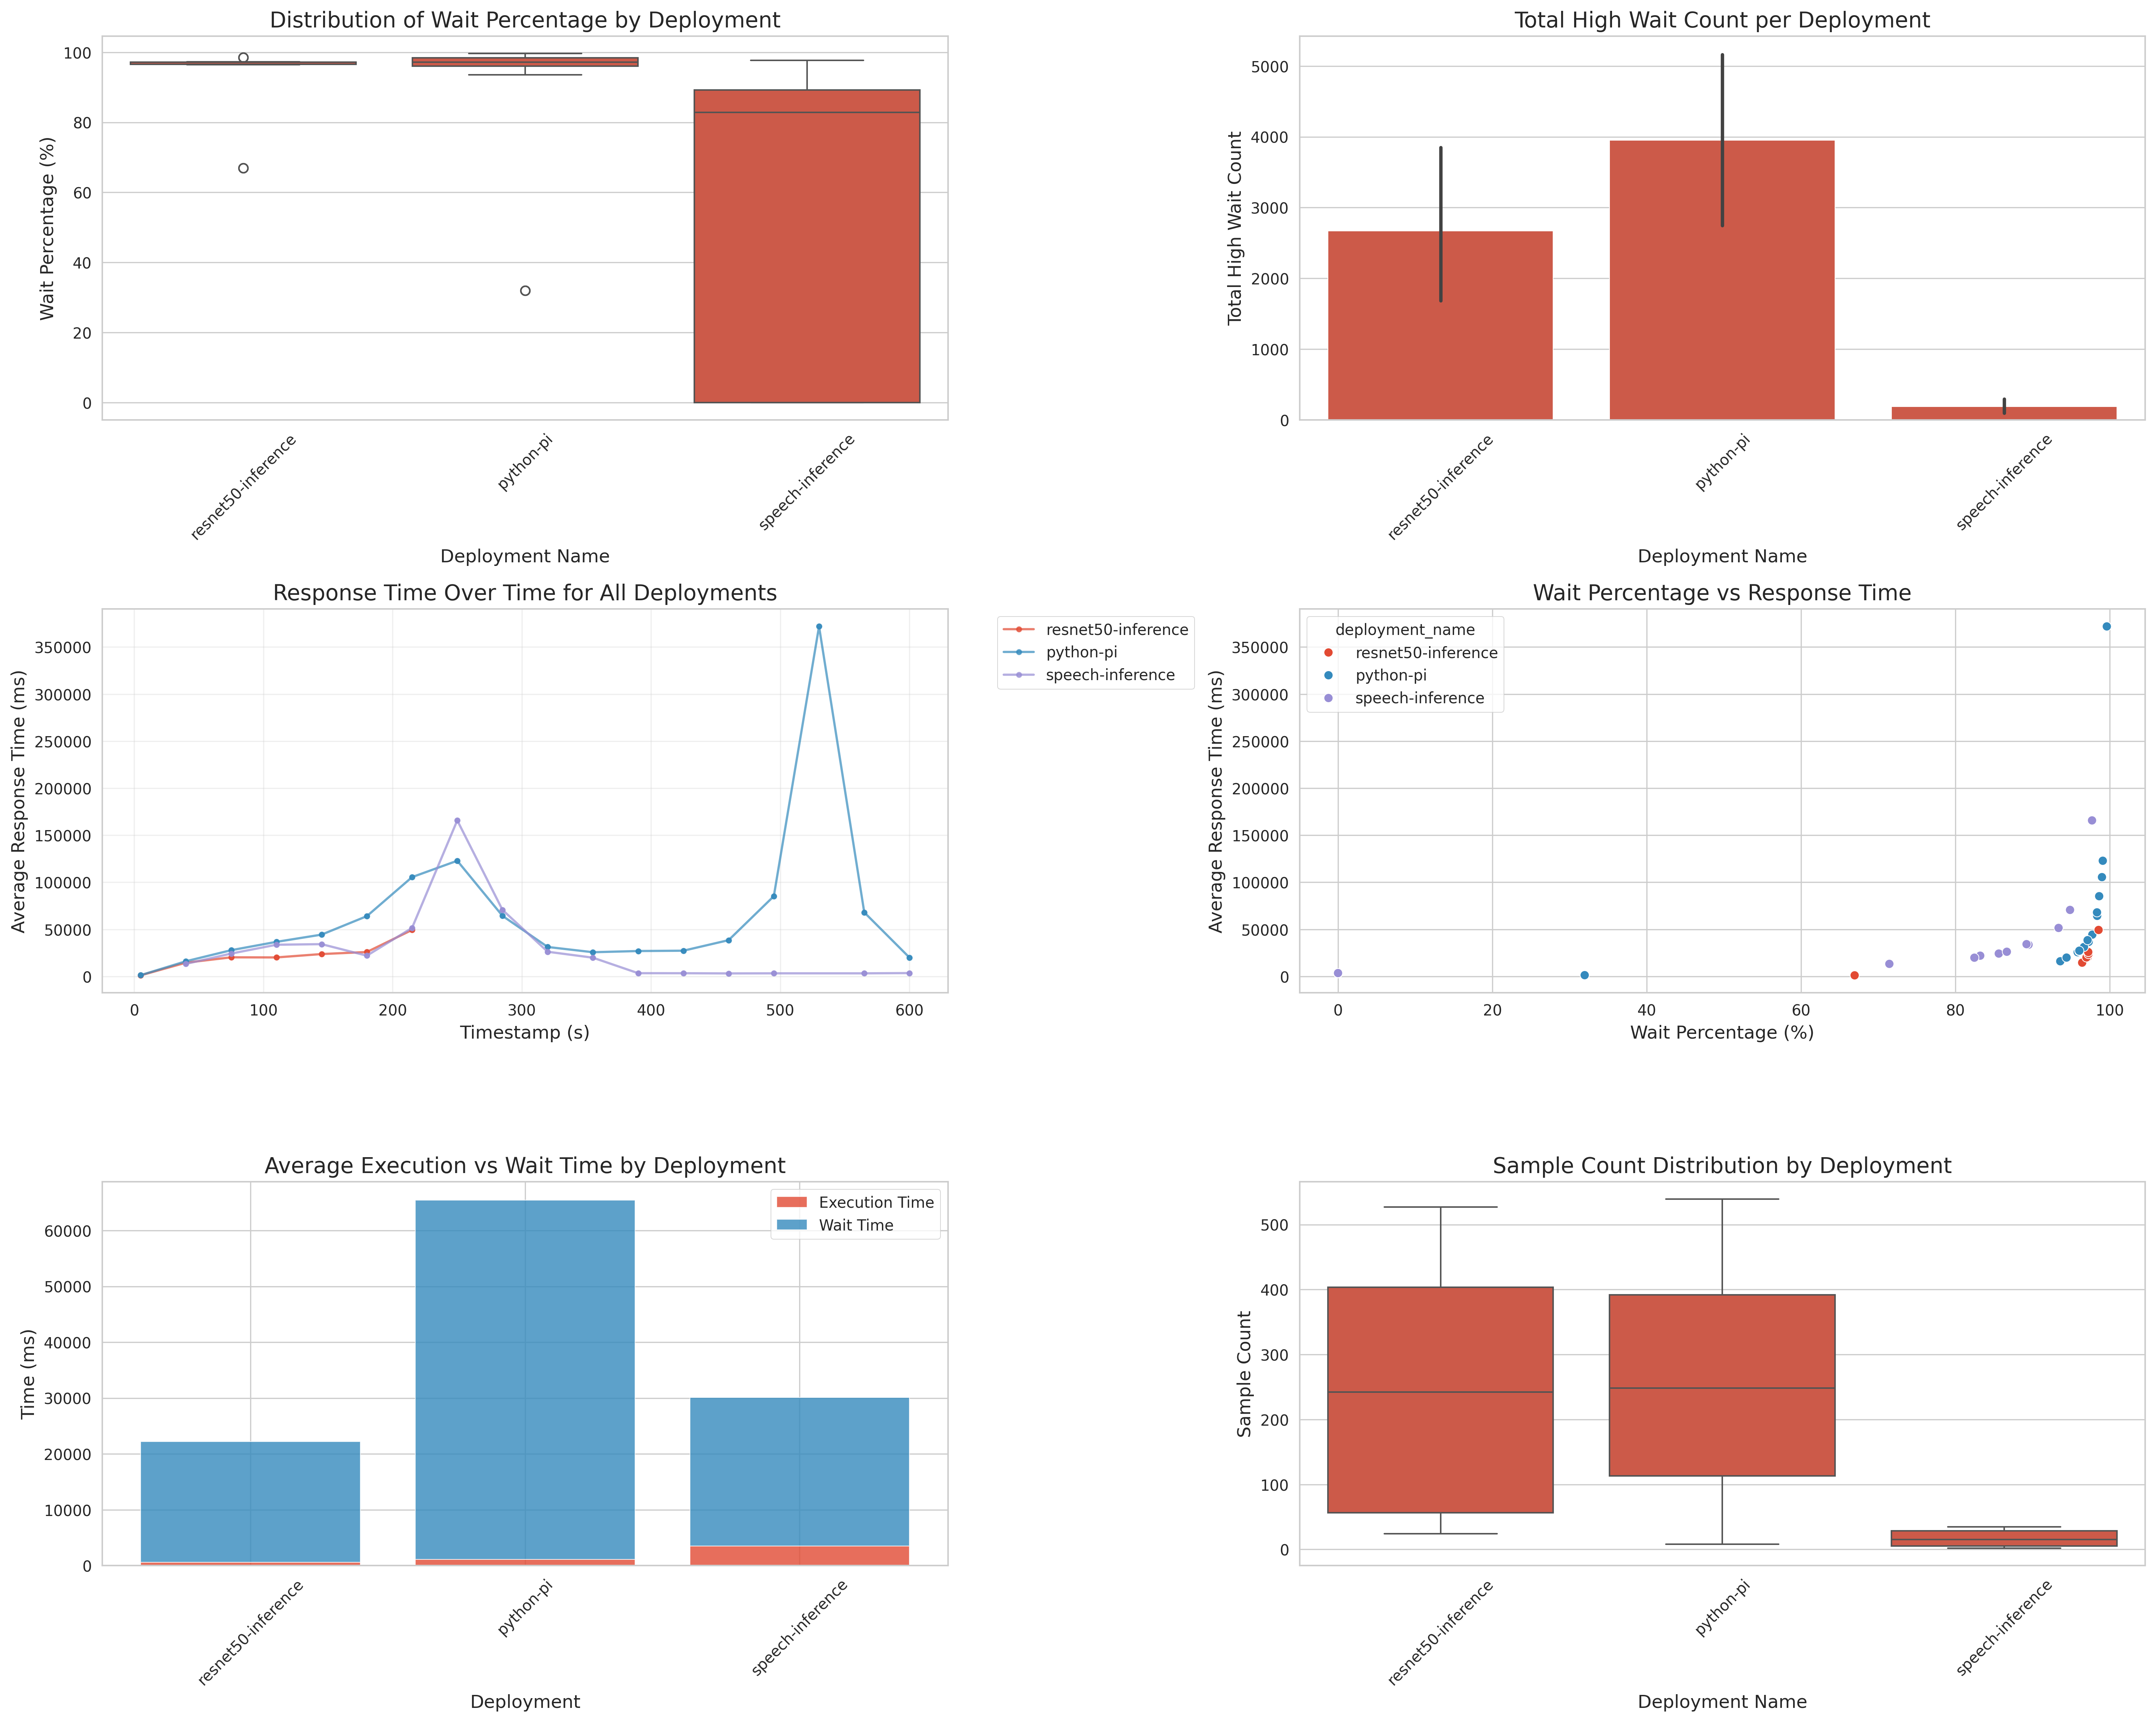 Distribution of Wait Percentage by Deployment
Wait Percentage (%)
100
80
60
40
20
0
resnet50-inference
python-pi
speech-inference
Deployment Name
Total High Wait Count per Deployment
Total High Wait Count
5000
4000
3000
2000
1000
0
resnet50-inference
python-pi
speech-inference
Deployment Name
Response Time Over Time for All Deployments
Average Response Time (ms)
350000
300000
250000
200000
150000
100000
50000
0
0 100 200 300 400 500 600
Timestamp (s)
resnet50-inference
python-pi
speech-inference
Wait Percentage vs Response Time
Average Response Time (ms)
350000
300000
250000
200000
150000
100000
50000
0
deployment_name
resnet50-inference
python-pi
speech-inference
0 20 40 60 80 100
Wait Percentage (%)
Average Execution vs Wait Time by Deployment
Time (ms)
60000
50000
40000
30000
20000
10000
0
Execution Time
Wait Time
resnet50-inference
python-pi
speech-inference
Deployment
Sample Count Distribution by Deployment
Sample Count
500
400
300
200
100
0
resnet50-inference
python-pi
speech-inference
Deployment Name